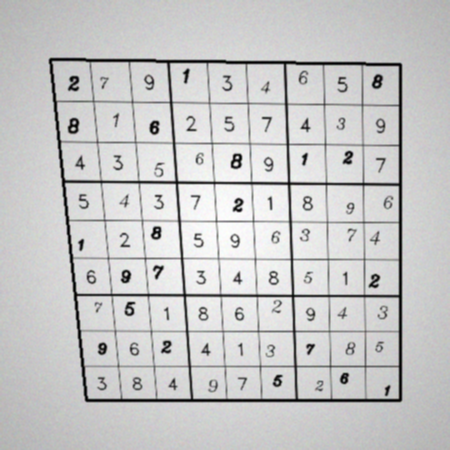 2 7 9 1 3 4 6 5 8
8 1 6 2 5 7 4 3 9
4 3 5 6 8 9 1 2 7
5 4 3 7 2 1 8 9 6
1 2 8 5 9 6 3 7 4
6 9 7 3 4 8 5 1 2
7 5 1 8 6 2 9 4 3
9 6 2 4 1 3 7 8 5
3 8 4 9 7 5 2 6 1